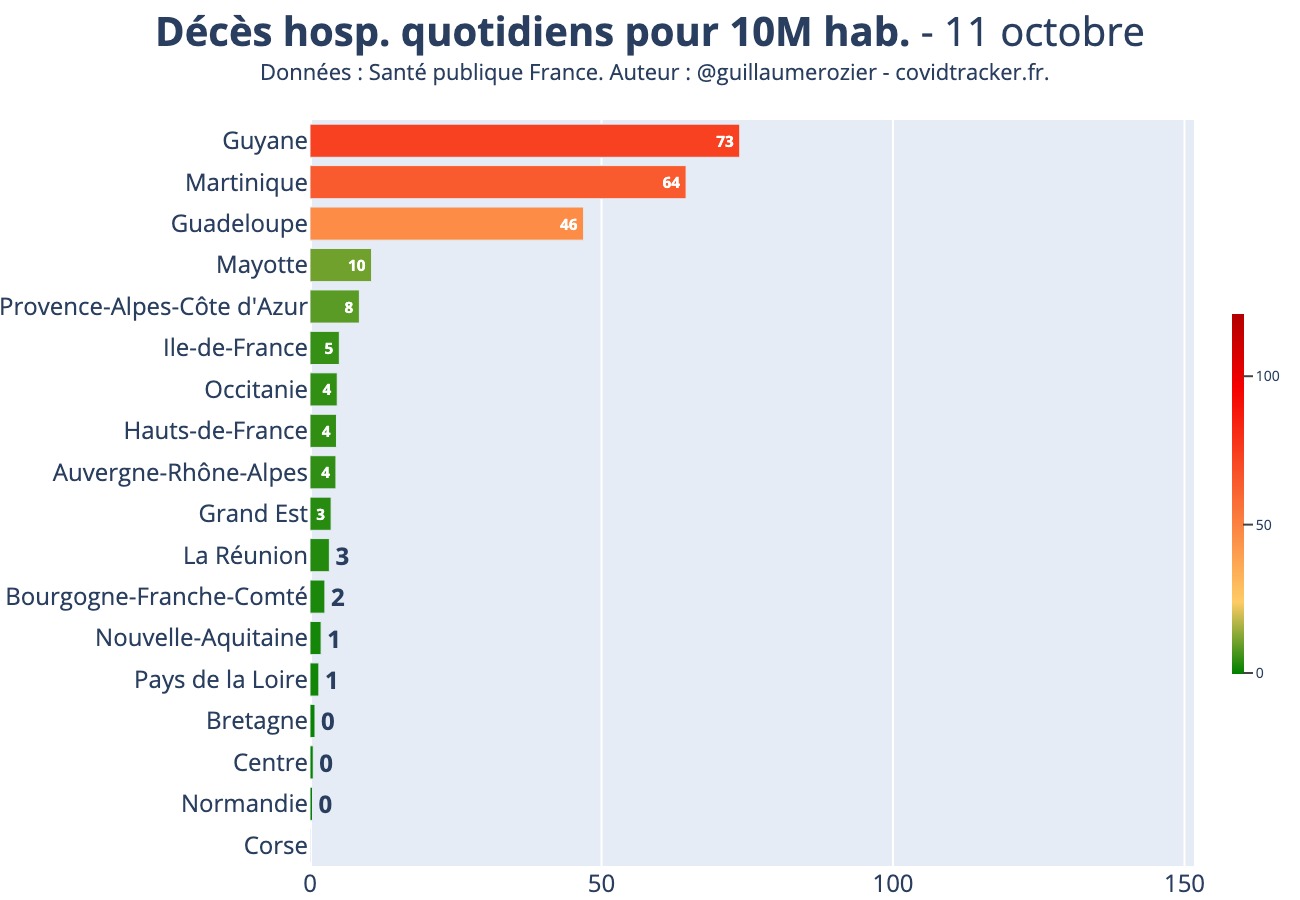 Décès hosp. quotidiens pour 10M hab. - 11 octobre
Données : Santé publique France. Auteur : @guillaumerozier - covidtracker.fr.
Guyane 73
Martinique 64
Guadeloupe 46
Mayotte 10
Provence-Alpes-Côte d'Azur 8
Ile-de-France 5
Occitanie 4
Hauts-de-France 4
Auvergne-Rhône-Alpes 4
Grand Est 3
La Réunion 3
Bourgogne-Franche-Comté 2
Nouvelle-Aquitaine 1
Pays de la Loire 1
Bretagne 0
Centre 0
Normandie 0
Corse
0 50 100 150
100
50
0